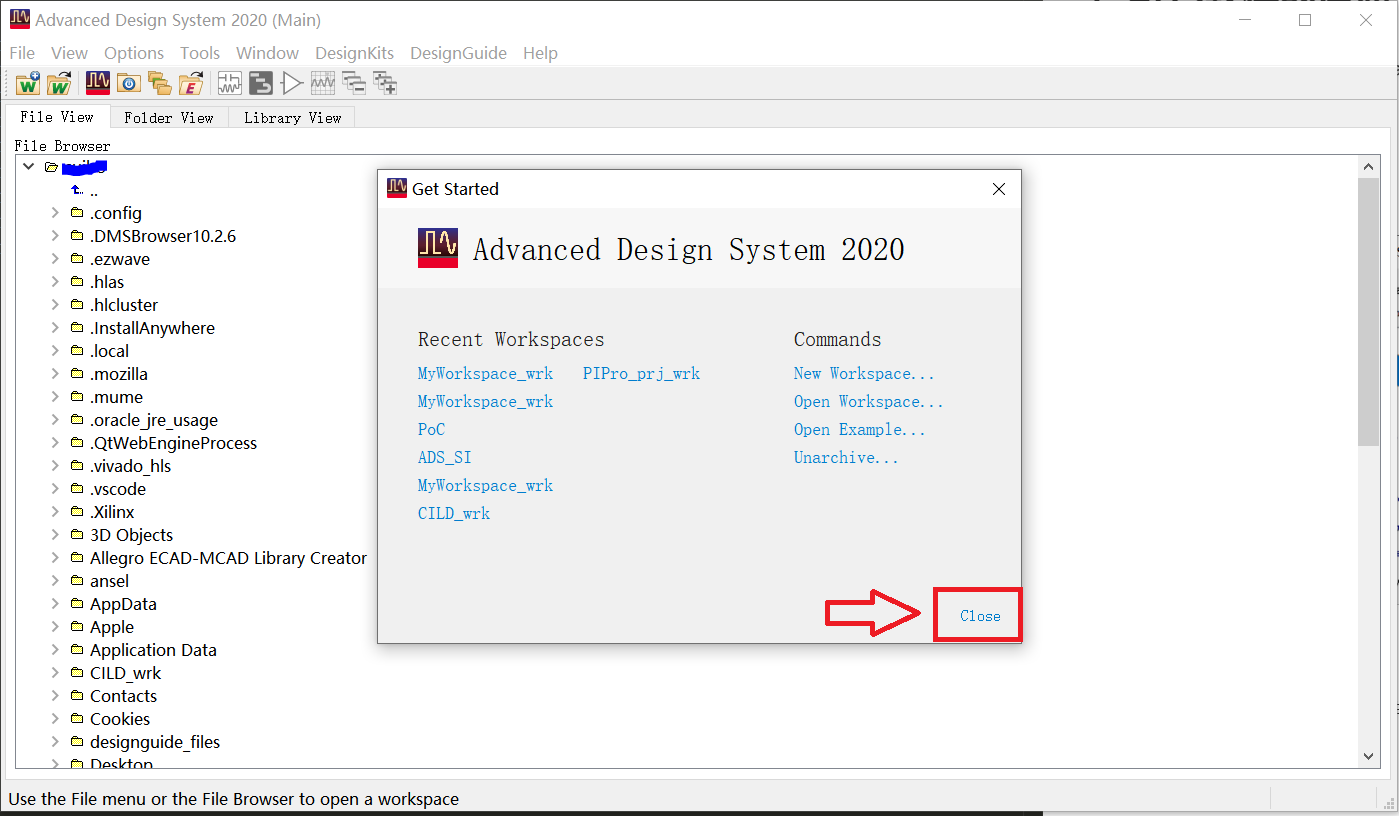 Advanced Design System 2020 (Main)
File View Options Tools Window DesignKits DesignGuide Help
File View Folder View Library View
File Browser
..
.config
.DMSBrowser10.2.6
.ezwave
.hlas
.hlcluster
.InstallAnywhere
.local
.mozilla
.mume
.oracle_jre_usage
.QtWebEngineProcess
.vivado_hls
.vscode
.Xilinx
3D Objects
Allegro ECAD-MCAD Library Creator
ansel
AppData
Apple
Application Data
CILD_wrk
Contacts
Cookies
designguide_files
Desktop
Get Started
Advanced Design System 2020
Recent Workspaces
MyWorkspace_wrk PIPro_prj_wrk
MyWorkspace_wrk
PoC
ADS_SI
MyWorkspace_wrk
CILD_wrk
Commands
New Workspace...
Open Workspace...
Open Example...
Unarchive...
Close
Use the File menu or the File Browser to open a workspace